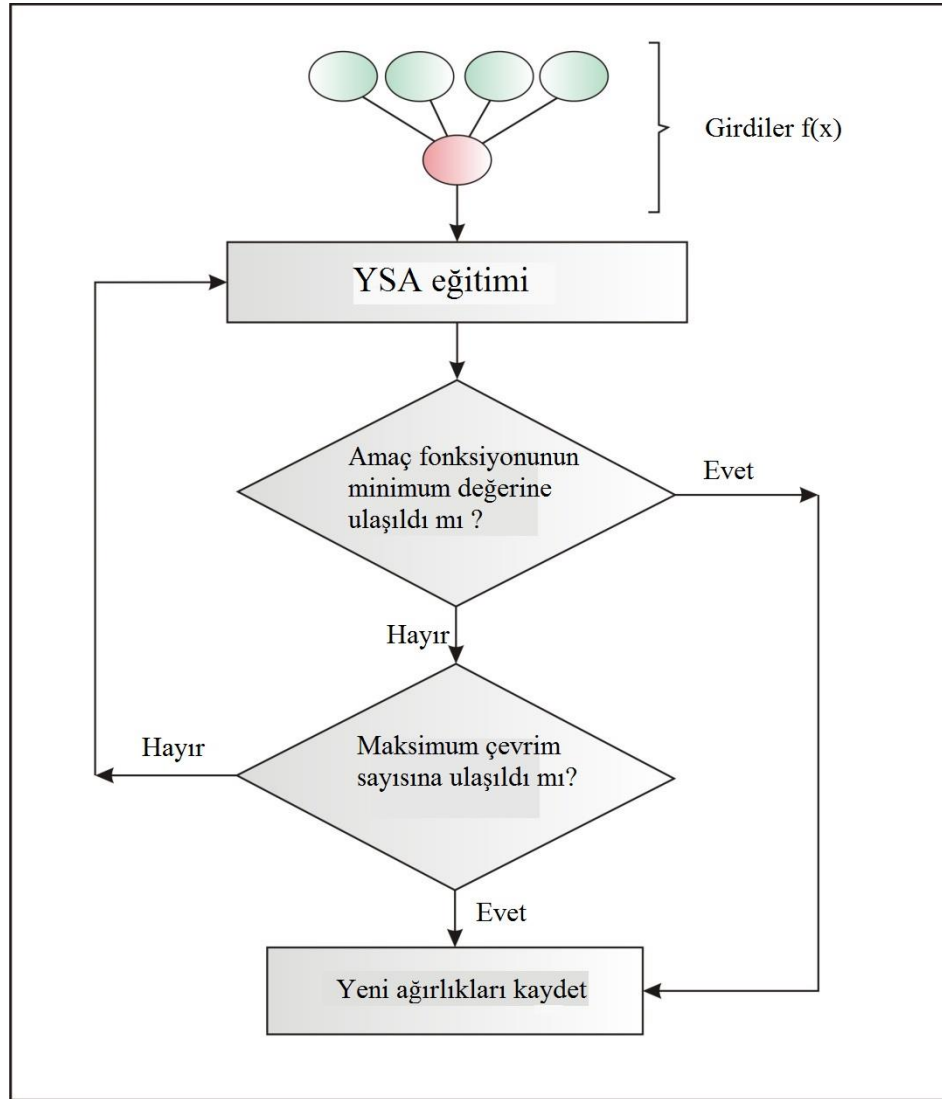 Girdiler f(x)
YSA eğitimi
Amaç fonksiyonunun
minimum değerine
ulaşıldı mı ?
Evet
Hayır
Maksimum çevrim
sayısına ulaşıldı mı?
Hayır
Evet
Yeni ağırlıkları kaydet